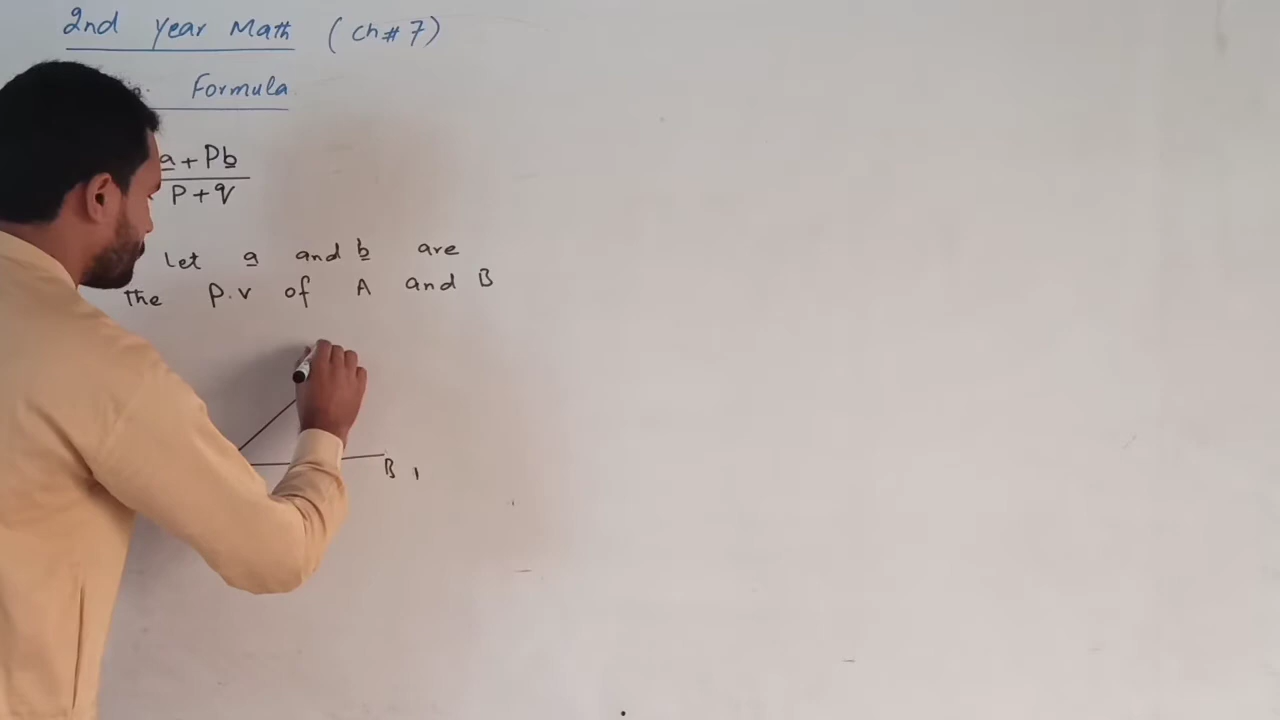 2nd Year Math (Ch# 7)
Formula
a + Pb
P + q
Let a and b are
the P.V of A and B
B